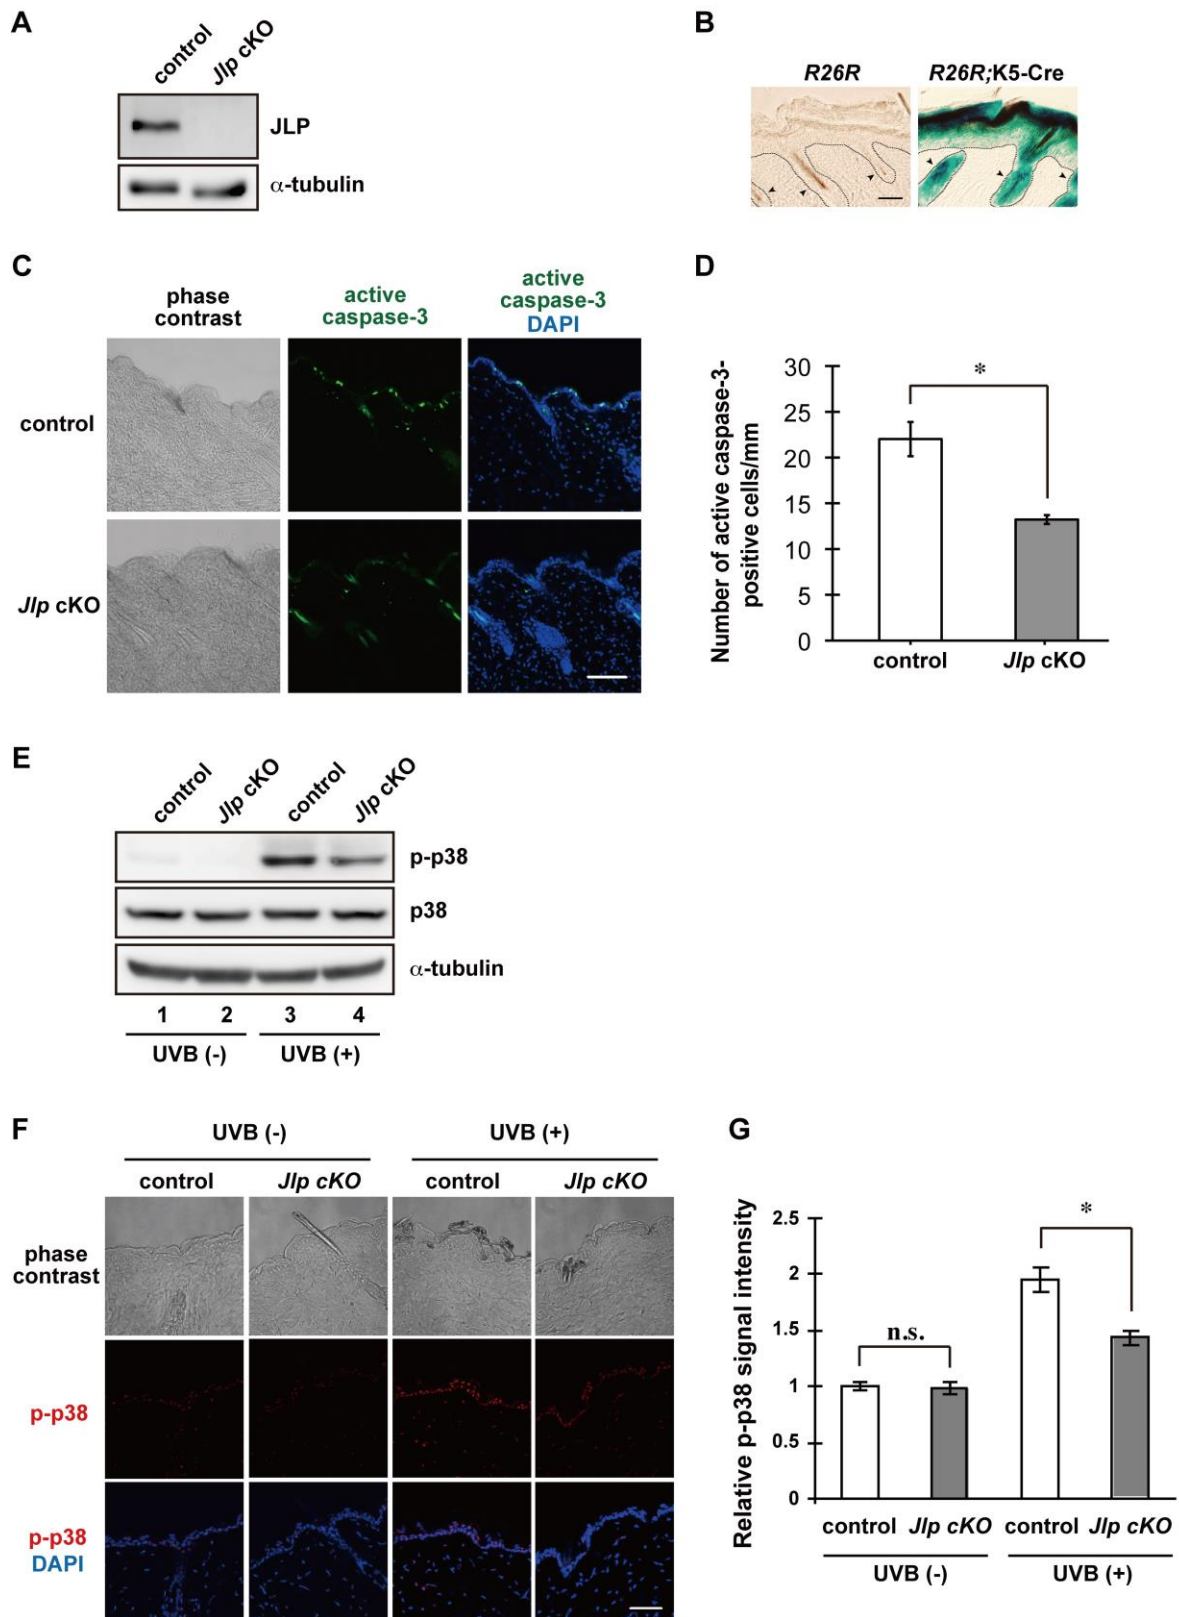 A
control
Jlp cKO
JLP
α-tubulin
B
R26R
R26R;K5-Cre
C
phase
contrast
active
caspase-3
active
caspase-3
DAPI
control
Jlp cKO
D
Number of active caspase-3-
positive cells/mm
30
25
20
15
10
5
0
*
control
Jlp cKO
E
control
Jlp cKO
control
Jlp cKO
p-p38
p38
α-tubulin
1 2 3 4
UVB (-) UVB (+)
F
UVB (-) UVB (+)
control Jlp cKO control Jlp cKO
phase
contrast
p-p38
p-p38
DAPI
G
Relative p-p38 signal intensity
2.5
2
1.5
1
0.5
0
n.s.
*
control Jlp cKO control Jlp cKO
UVB (-) UVB (+)